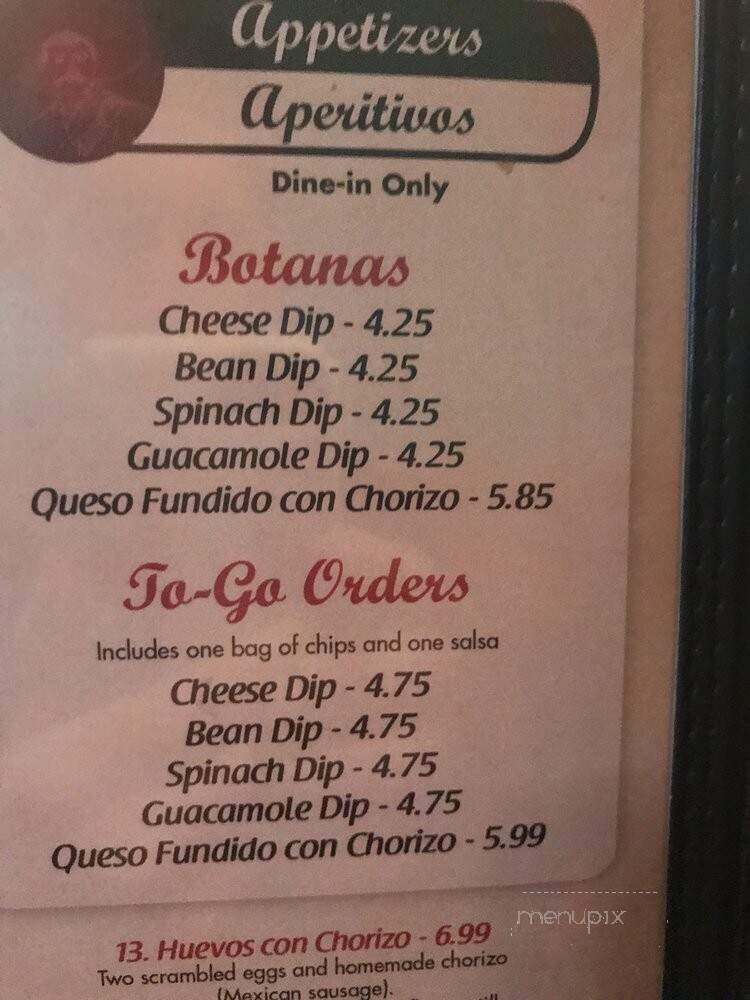 Appetizers
Aperitivos
Dine-in Only
Botanas
Cheese Dip - 4.25
Bean Dip - 4.25
Spinach Dip - 4.25
Guacamole Dip - 4.25
Queso Fundido con Chorizo - 5.85
To-Go Orders
Includes one bag of chips and one salsa
Cheese Dip - 4.75
Bean Dip - 4.75
Spinach Dip - 4.75
Guacamole Dip - 4.75
Queso Fundido con Chorizo - 5.99
menupix
13. Huevos con Chorizo - 6.99
Two scrambled eggs and homemade chorizo
(Mexican sausage).